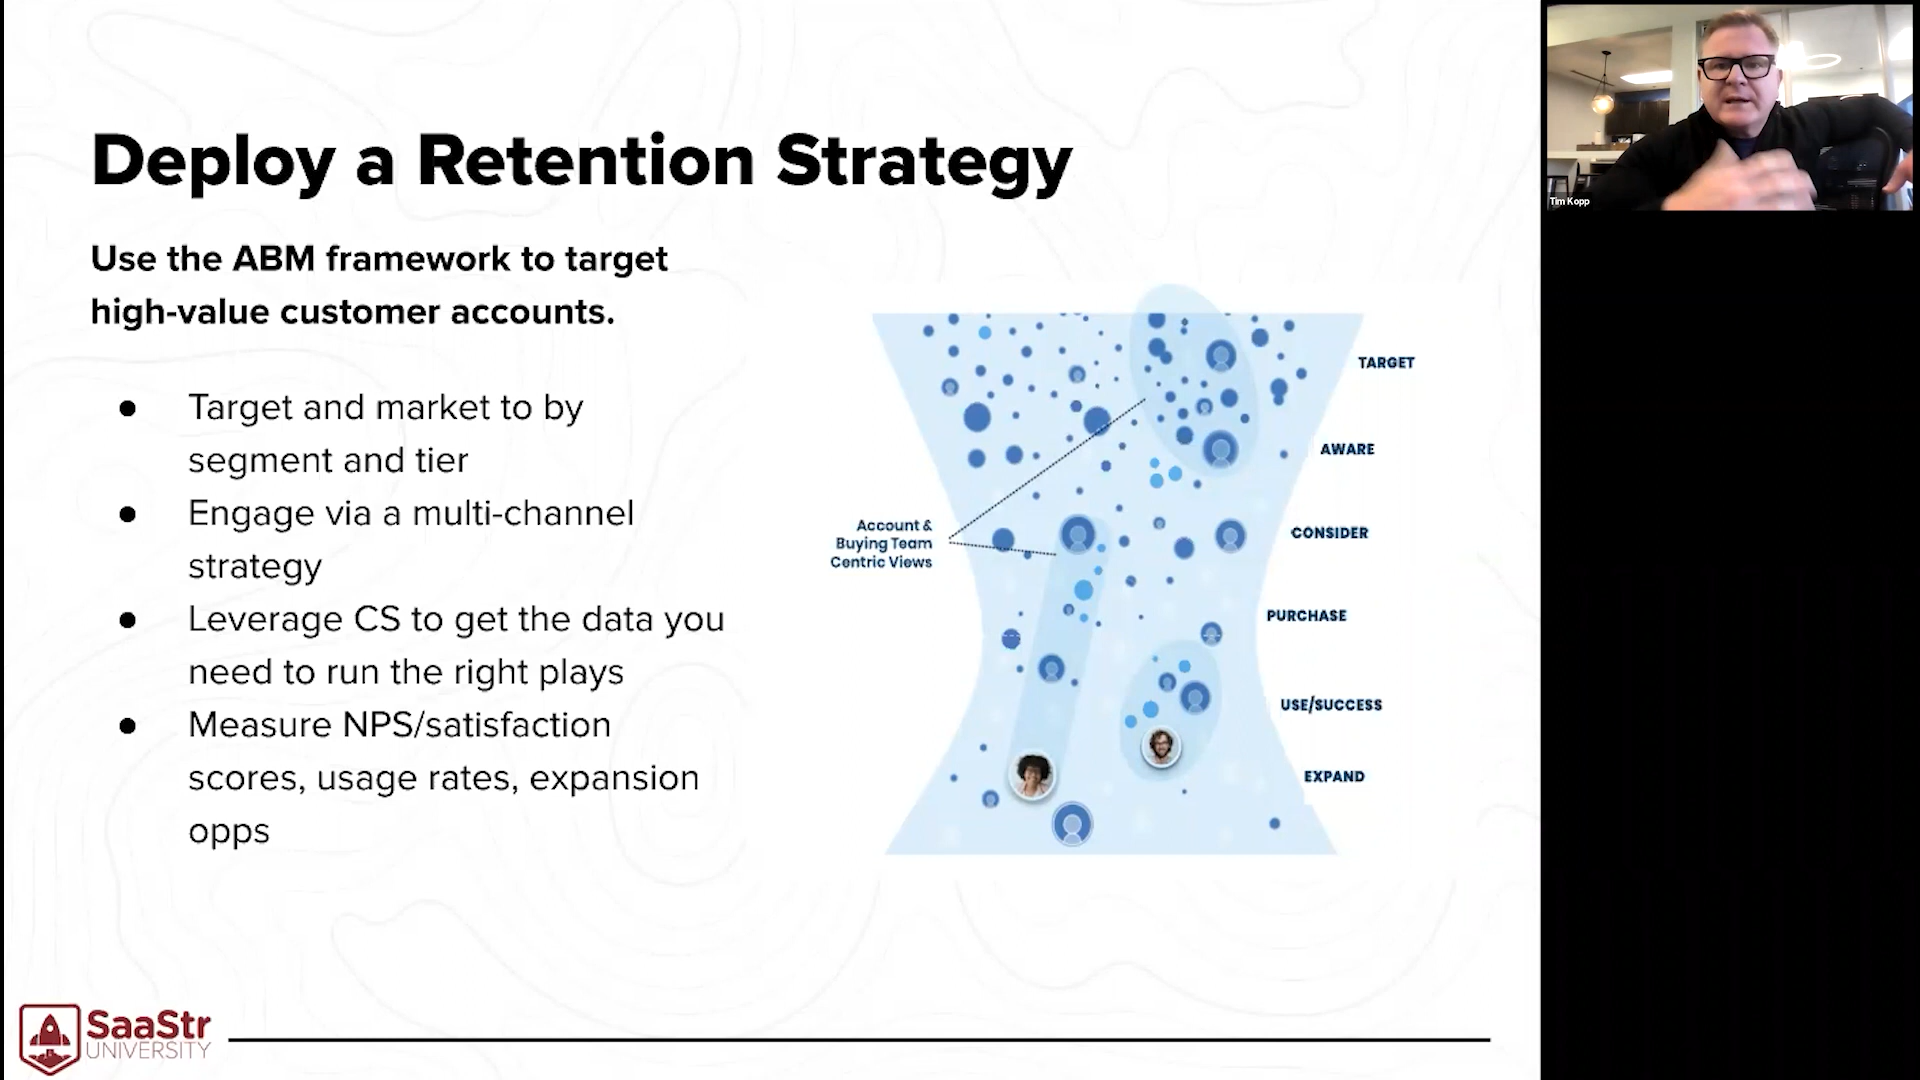 Deploy a Retention Strategy
Use the ABM framework to target
high-value customer accounts.
● Target and market to by
segment and tier
● Engage via a multi-channel
strategy
● Leverage CS to get the data you
need to run the right plays
● Measure NPS/satisfaction
scores, usage rates, expansion
opps
Account &
Buying Team
Centric Views
TARGET
AWARE
CONSIDER
PURCHASE
USE/SUCCESS
EXPAND
SaaStr
UNIVERSITY
Tim Kopp